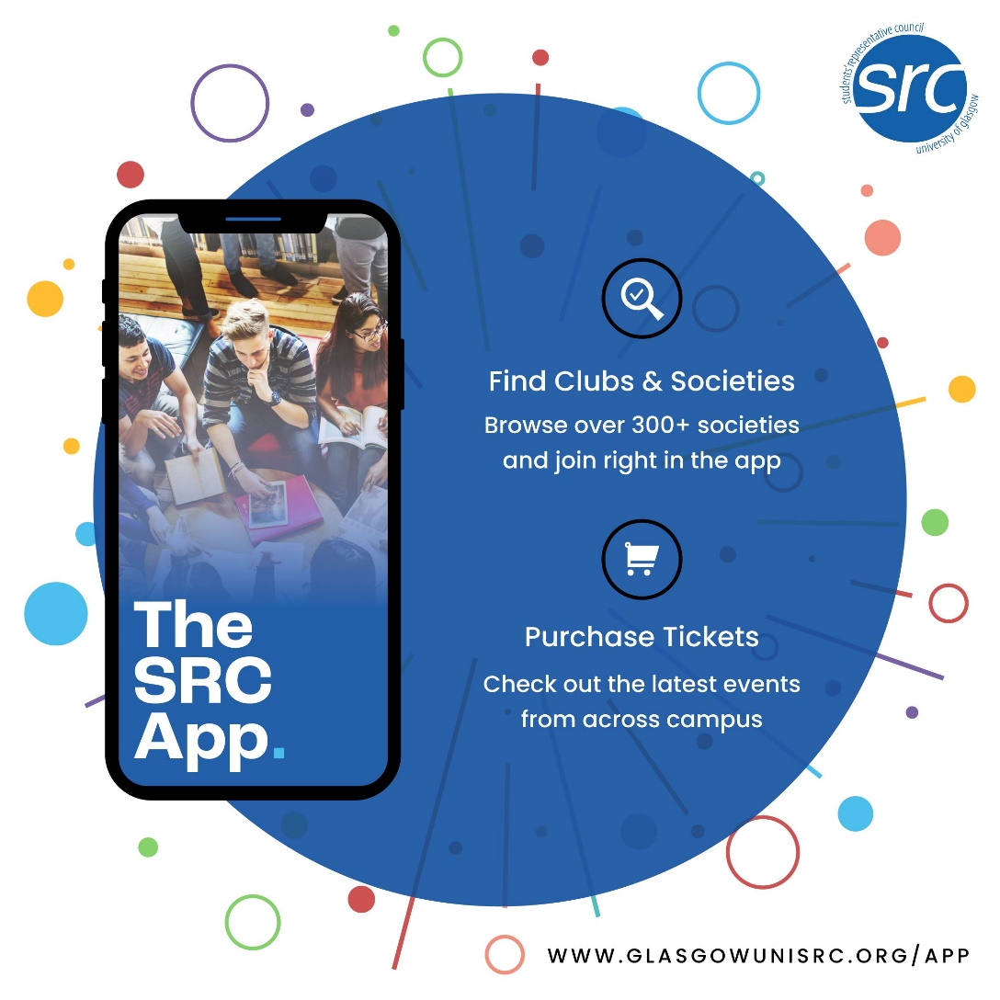 students' representative council
src
university of glasgow
Find Clubs & Societies
Browse over 300+ societies
and join right in the app
Purchase Tickets
Check out the latest events
from across campus
The
SRC
App.
WWW.GLASGOWUNISRC.ORG/APP